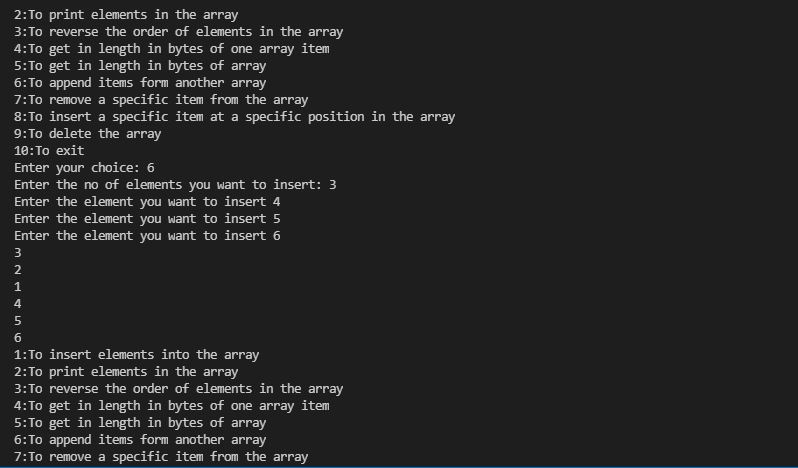 2:To print elements in the array
3:To reverse the order of elements in the array
4:To get in length in bytes of one array item
5:To get in length in bytes of array
6:To append items form another array
7:To remove a specific item from the array
8:To insert a specific item at a specific position in the array
9:To delete the array
10:To exit
Enter your choice: 6
Enter the no of elements you want to insert: 3
Enter the element you want to insert 4
Enter the element you want to insert 5
Enter the element you want to insert 6
3
2
1
4
5
6
1:To insert elements into the array
2:To print elements in the array
3:To reverse the order of elements in the array
4:To get in length in bytes of one array item
5:To get in length in bytes of array
6:To append items form another array
7:To remove a specific item from the array